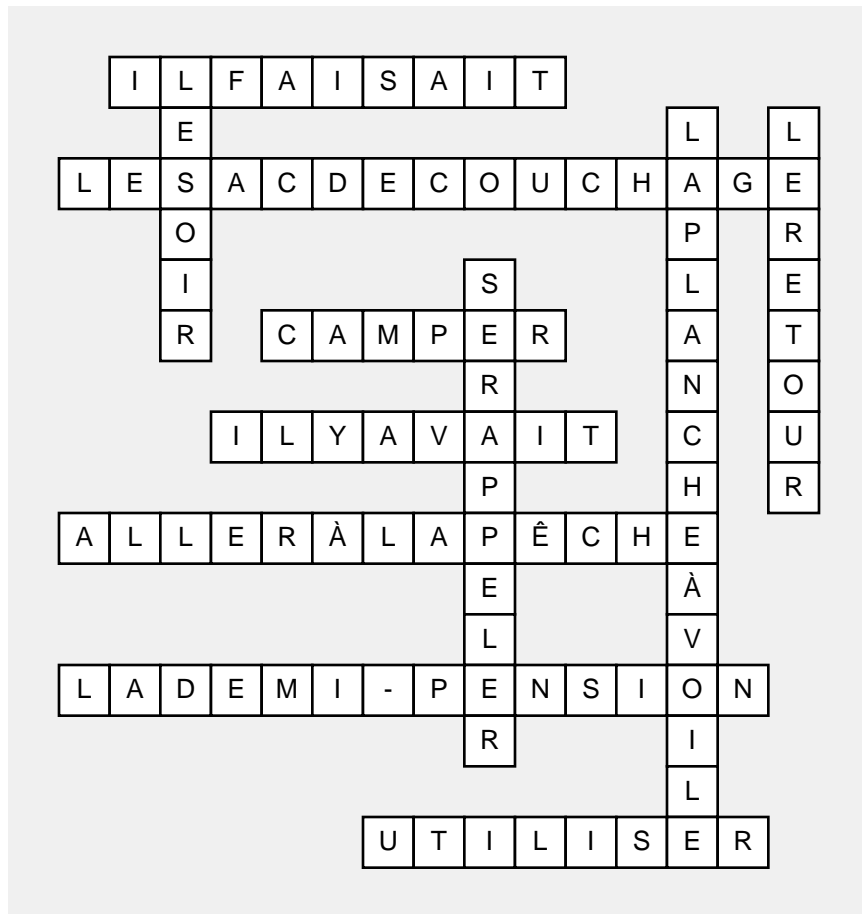 ILFAISAIT
LESOIR
LAPLANCHEÀVOILE
LERETOUR
LESACDECOUCHAGE
SERAPPELER
CAMPER
ILYAVAIT
ALLERÀLAPÊCHE
LADEMI-PENSION
UTILISER